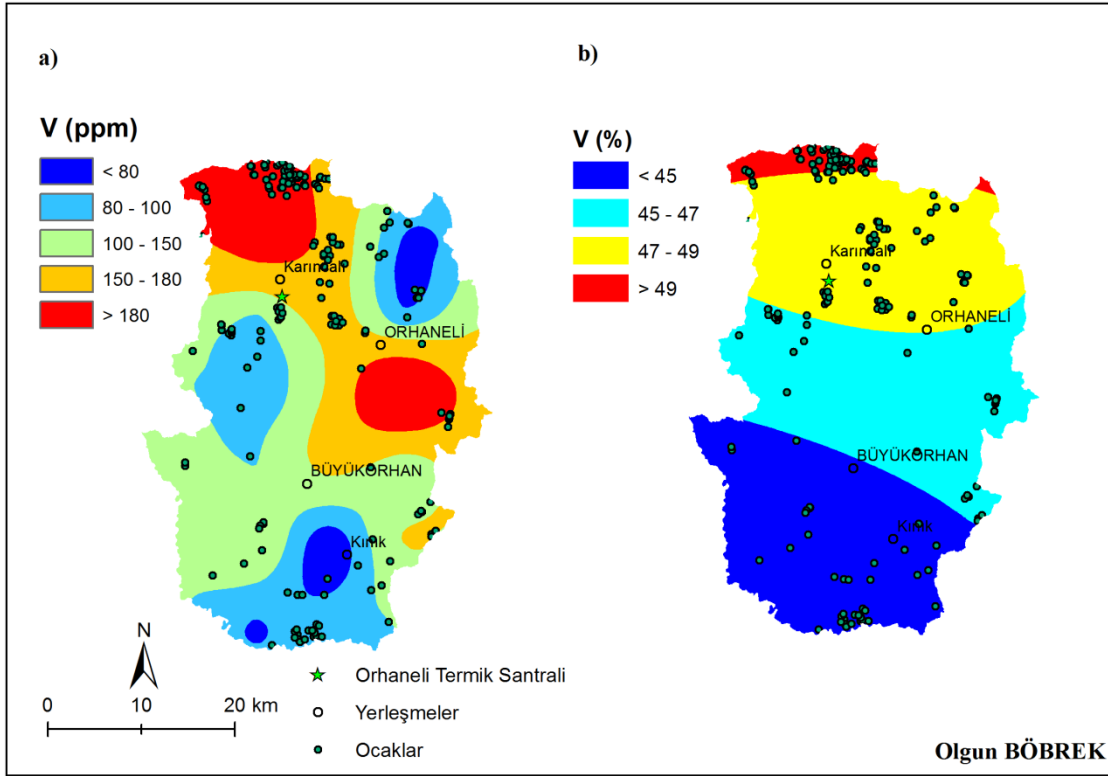 a)
V (ppm)
< 80
80 - 100
100 - 150
150 - 180
> 180
Karıncalı
ORHANELİ
BÜYÜKORHAN
Kınık
N
0 10 20 km
Orhaneli Termik Santrali
Yerleşmeler
Ocaklar
b)
V (%)
< 45
45 - 47
47 - 49
> 49
Karıncalı
ORHANELİ
BÜYÜKORHAN
Kınık
Olgun BÖBREK